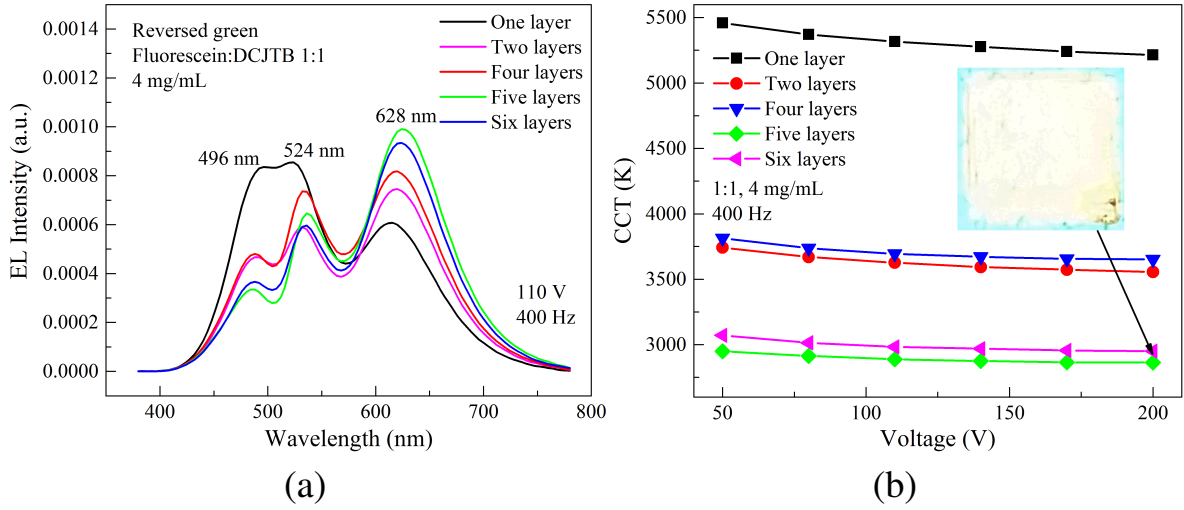 0.0014
0.0012
0.0010
0.0008
0.0006
0.0004
0.0002
0.0000
EL Intensity (a.u.)
Reversed green
Fluorescein:DCJTB 1:1
4 mg/mL
One layer
Two layers
Four layers
Five layers
Six layers
496 nm
524 nm
628 nm
110 V
400 Hz
400
500
600
700
800
Wavelength (nm)
(a)
5500
5000
4500
4000
3500
3000
CCT (K)
One layer
Two layers
Four layers
Five layers
Six layers
1:1, 4 mg/mL
400 Hz
50
100
150
200
Voltage (V)
(b)